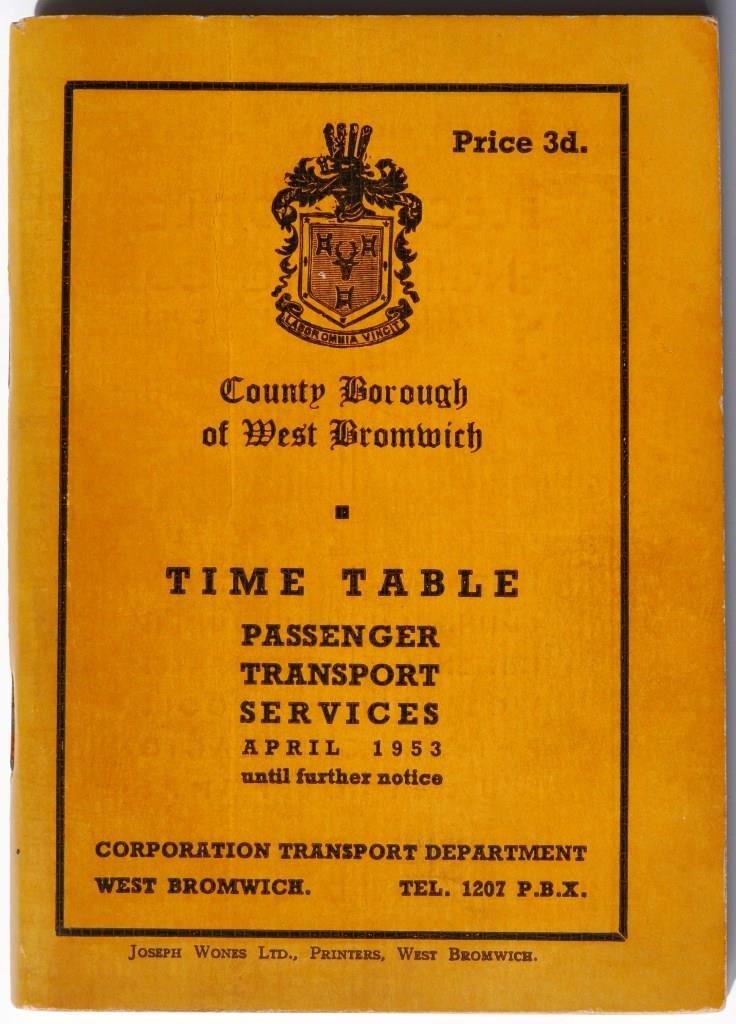 Price 3d.
LABOR OMNIA VINCIT
County Borough
of West Bromwich
TIME TABLE
PASSENGER
TRANSPORT
SERVICES
APRIL 1953
until further notice
CORPORATION TRANSPORT DEPARTMENT
WEST BROMWICH. TEL. 1207 P.B.X.
JOSEPH WONES LTD., PRINTERS, WEST BROMWICH.